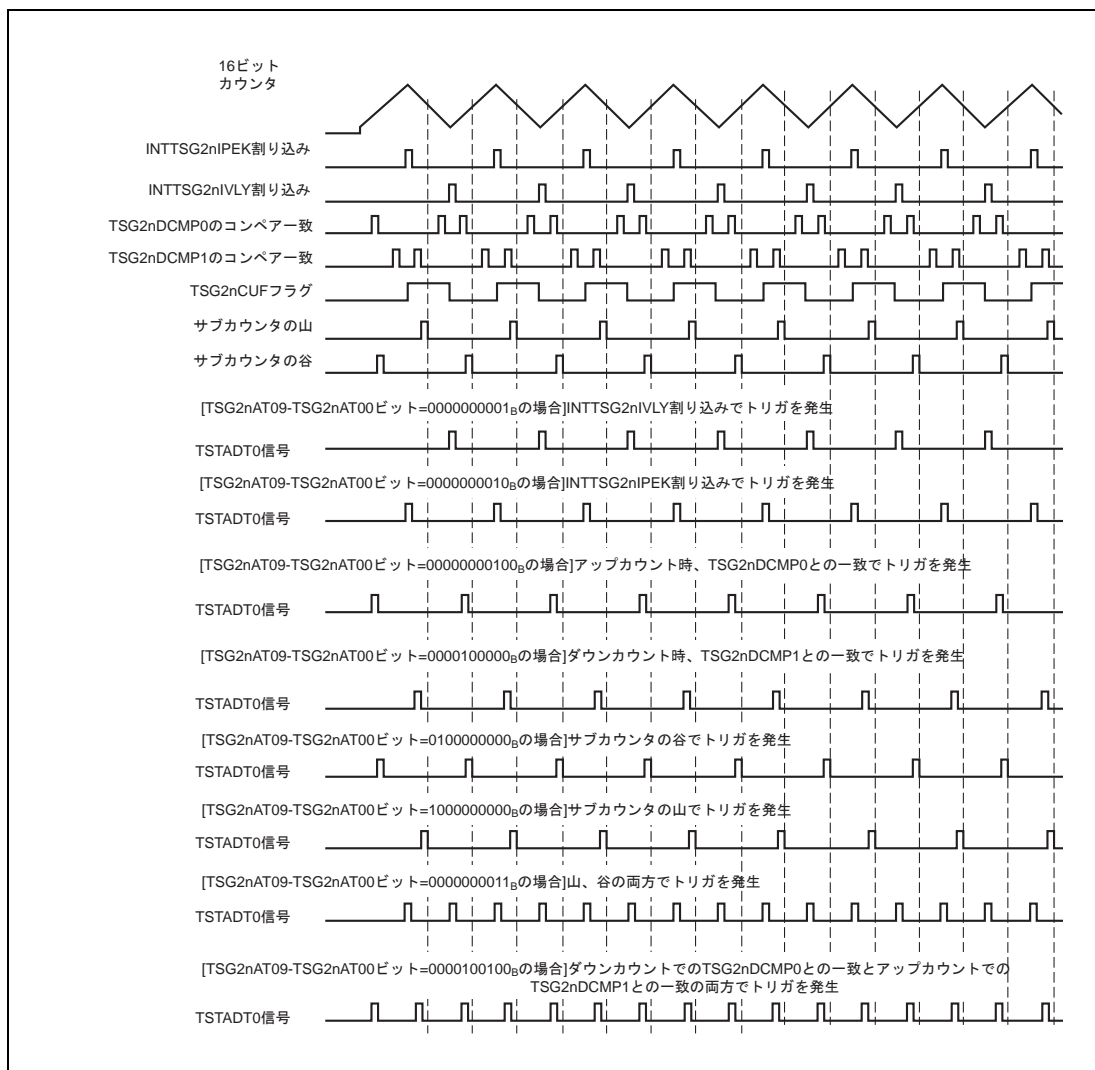 16ビット
カウンタ
INTTSG2nIPEK割り込み
INTTSG2nIVLY割り込み
TSG2nDCMP0のコンペアー致
TSG2nDCMP1のコンペアー致
TSG2nCUFフラグ
サブカウンタの山
サブカウンタの谷
[TSG2nAT09-TSG2nAT00ビット=0000000001Bの場合]INTTSG2nIVLY割り込みでトリガを発生
TSTADT0信号
[TSG2nAT09-TSG2nAT00ビット=0000000010Bの場合]INTTSG2nIPEK割り込みでトリガを発生
TSTADT0信号
[TSG2nAT09-TSG2nAT00ビット=00000000100Bの場合]アップカウント時、TSG2nDCMP0との一致でトリガを発生
TSTADT0信号
[TSG2nAT09-TSG2nAT00ビット=0000100000Bの場合]ダウンカウント時、TSG2nDCMP1との一致でトリガを発生
TSTADT0信号
[TSG2nAT09-TSG2nAT00ビット=0100000000Bの場合]サブカウンタの谷でトリガを発生
TSTADT0信号
[TSG2nAT09-TSG2nAT00ビット=1000000000Bの場合]サブカウンタの山でトリガを発生
TSTADT0信号
[TSG2nAT09-TSG2nAT00ビット=0000000011Bの場合]山、谷の両方でトリガを発生
TSTADT0信号
[TSG2nAT09-TSG2nAT00ビット=0000100100Bの場合]ダウンカウントでのTSG2nDCMP0との一致とアップカウントでの
TSG2nDCMP1との一致の両方でトリガを発生
TSTADT0信号